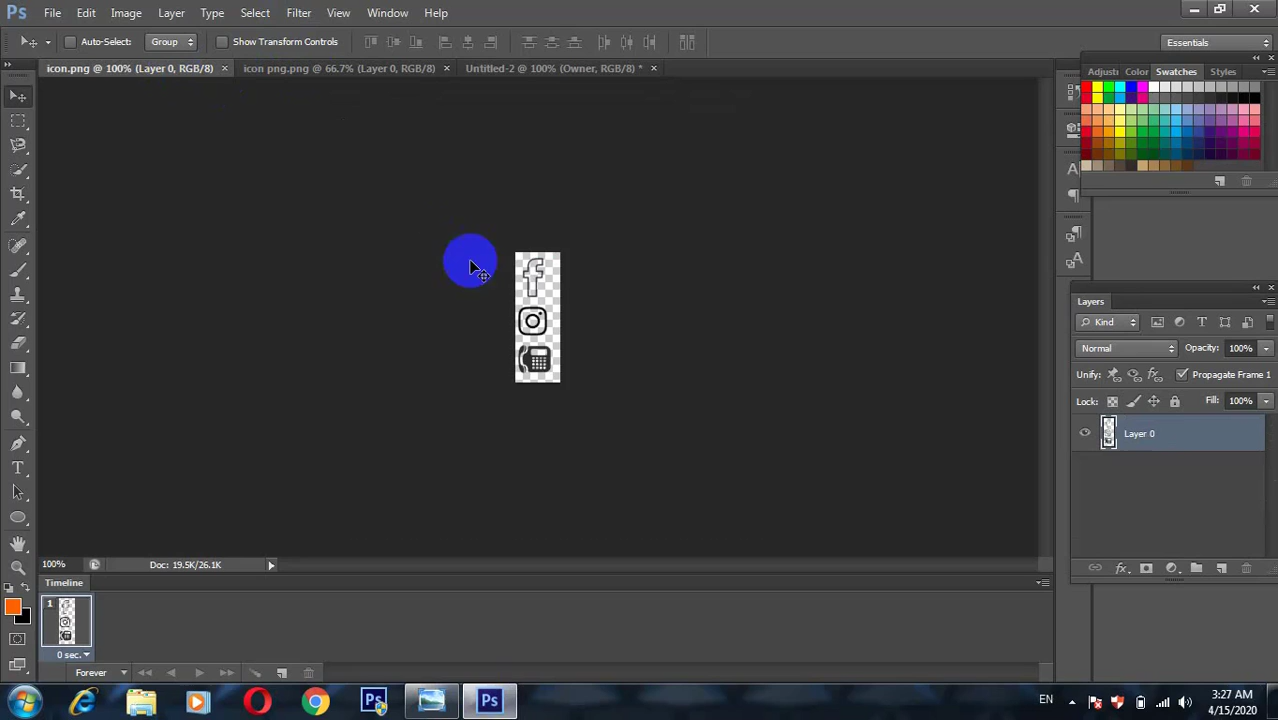 Ps File Edit Image Layer Type Select Filter View Window Help
Auto-Select: Group Show Transform Controls Essentials
icon.png @ 100% (Layer 0, RGB/8) × icon png.png @ 66.7% (Layer 0, RGB/8) × Untitled-2 @ 100% (Owner, RGB/8) * ×
Adjustı Color Swatches Styles
Layers
Kind
Normal Opacity: 100%
Unify: Propagate Frame 1
Lock: Fill: 100%
Layer 0
100% Doc: 19.5K/26.1K
Timeline
1
0 sec.
Forever
EN 3:27 AM
4/15/2020